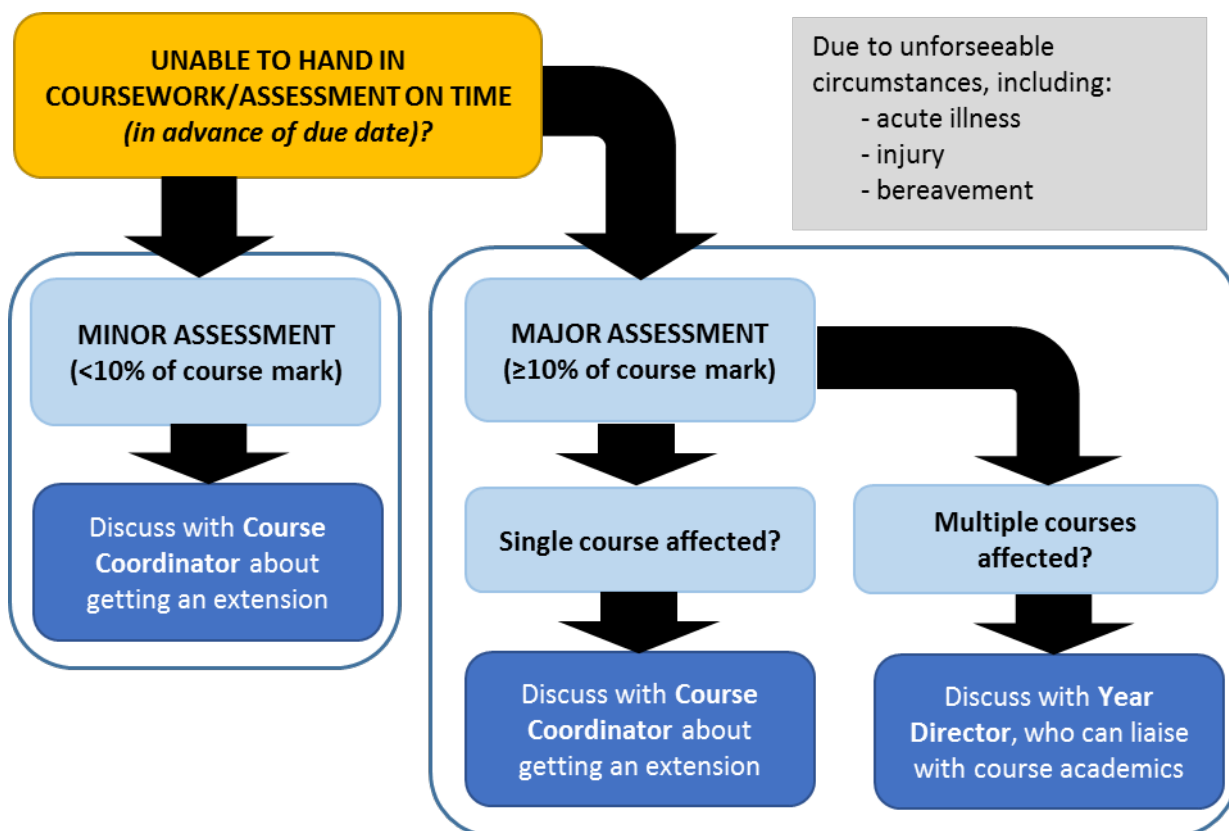 UNABLE TO HAND IN
COURSEWORK/ASSESSMENT ON TIME
(in advance of due date)?
Due to unforseeable
circumstances, including:
- acute illness
- injury
- bereavement
MINOR ASSESSMENT
(<10% of course mark)
MAJOR ASSESSMENT
(≥10% of course mark)
Discuss with Course
Coordinator about
getting an extension
Single course affected?
Multiple courses
affected?
Discuss with Course
Coordinator about
getting an extension
Discuss with Year
Director, who can liaise
with course academics